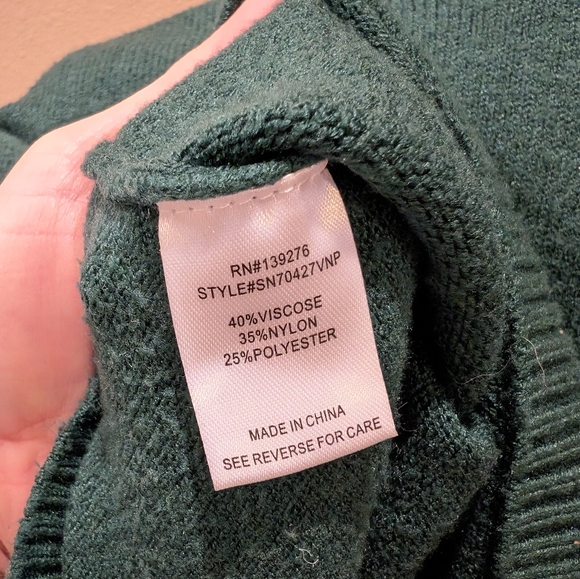 RN#139276
STYLE#SN70427VNP
40%VISCOSE
35%NYLON
25%POLYESTER
MADE IN CHINA
SEE REVERSE FOR CARE